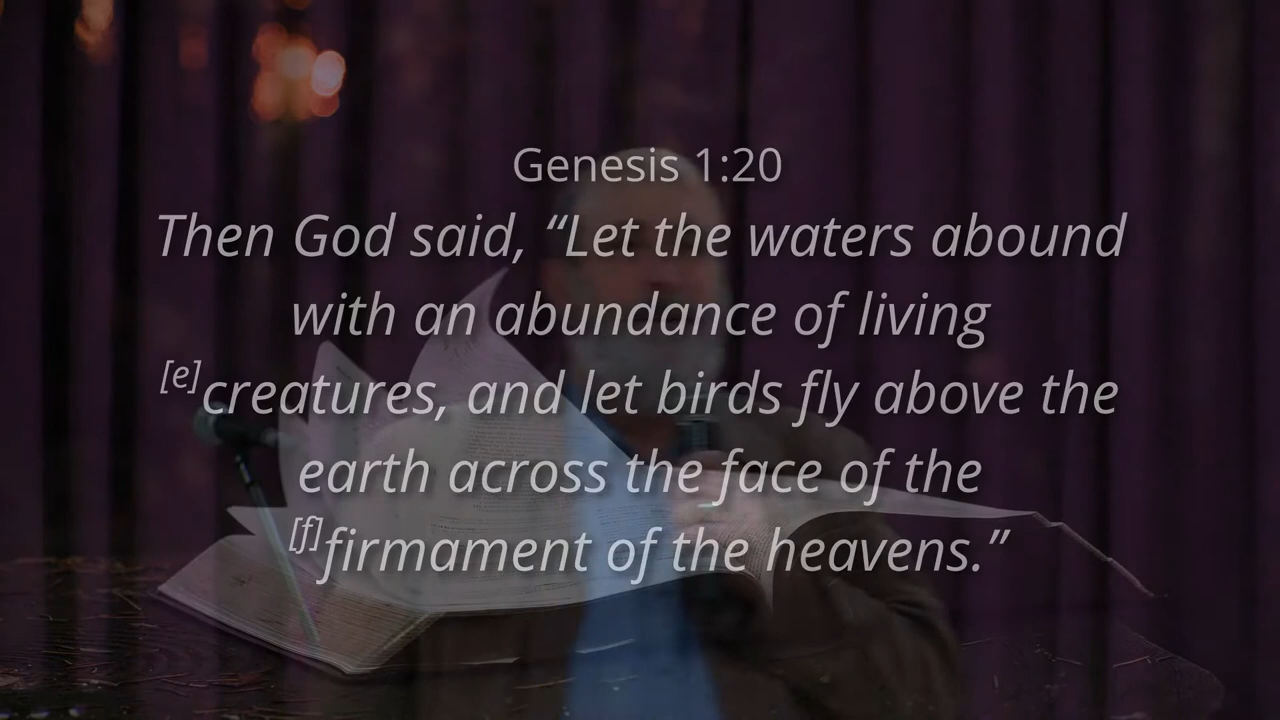 Genesis 1:20
Then God said, “Let the waters abound
with an abundance of living
[e]creatures, and let birds fly above the
earth across the face of the
[f]firmament of the heavens.”